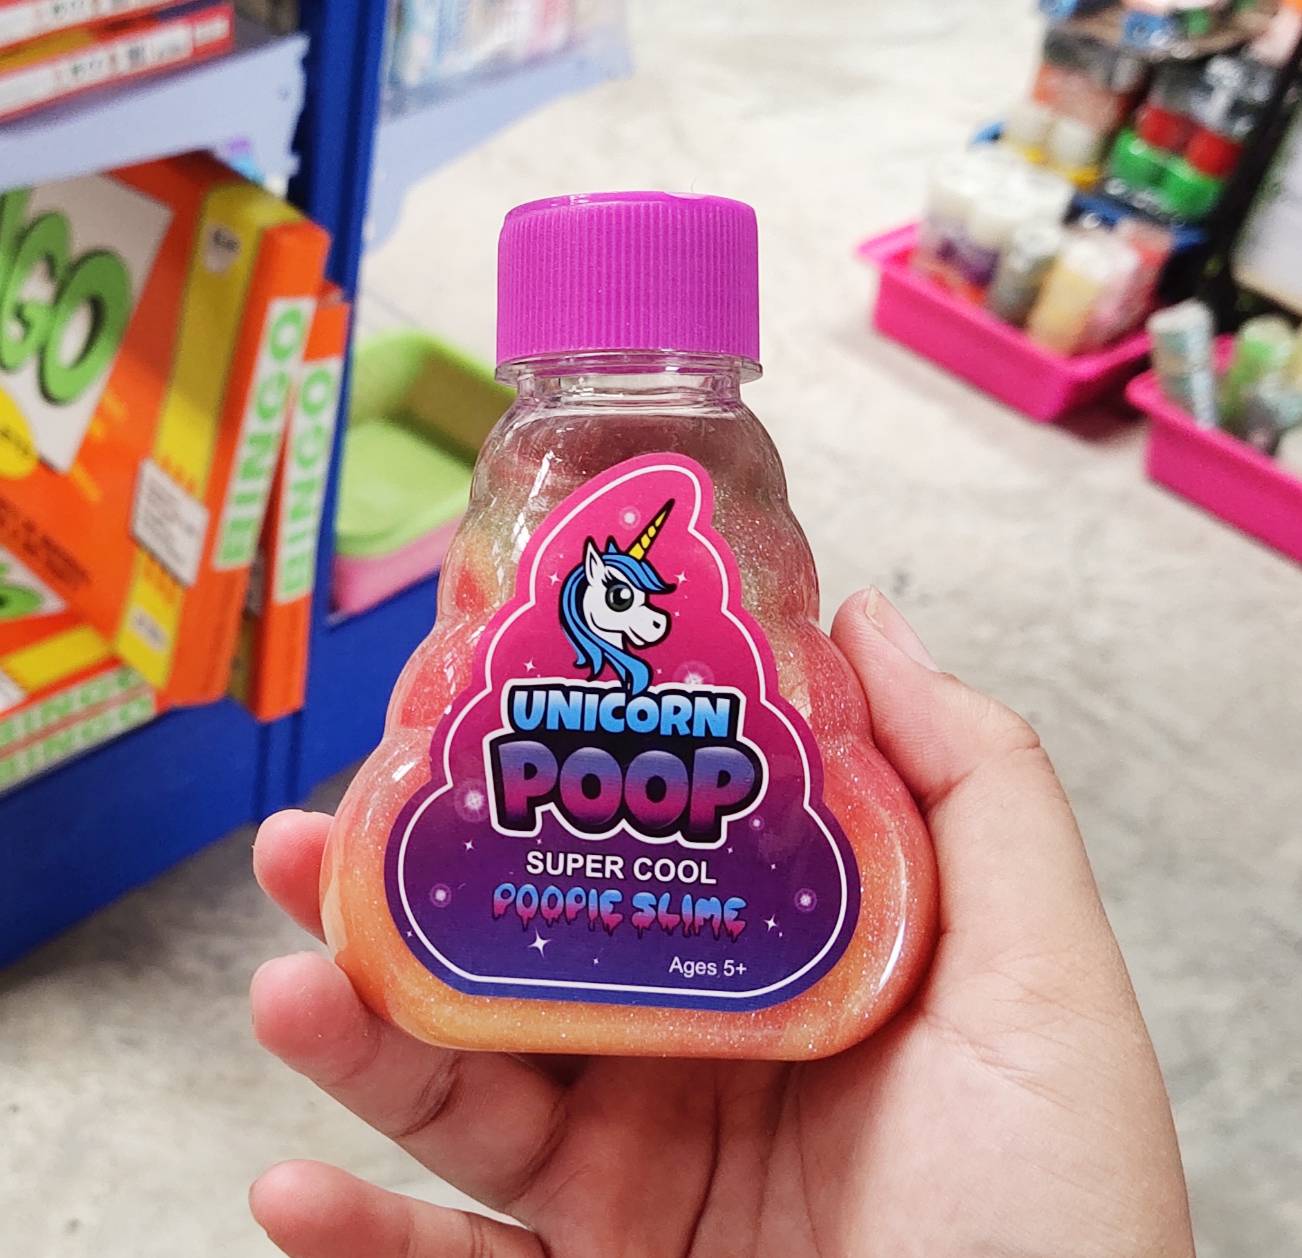 UNICORN
POOP
SUPER COOL
POOPIE SLIME
Ages 5+
BINGO
BINGO